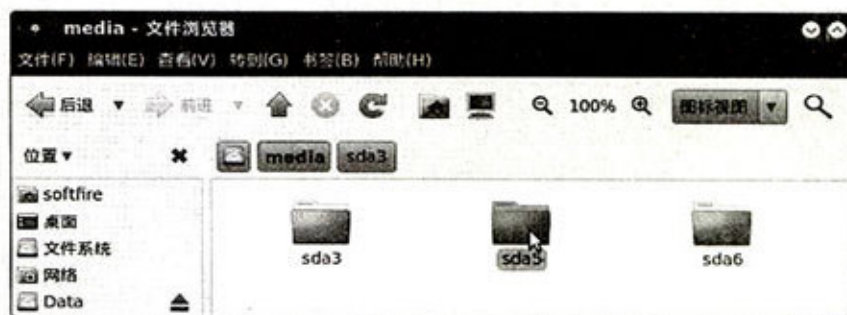 media - 文件浏览器
文件(F) 编辑(E) 查看(V) 转到(G) 书签(B) 帮助(H)
后退 前进 100% 图标视图
位置 media sda3
softfire
桌面
文件系统
网络
Data
sda3 sda5 sda6